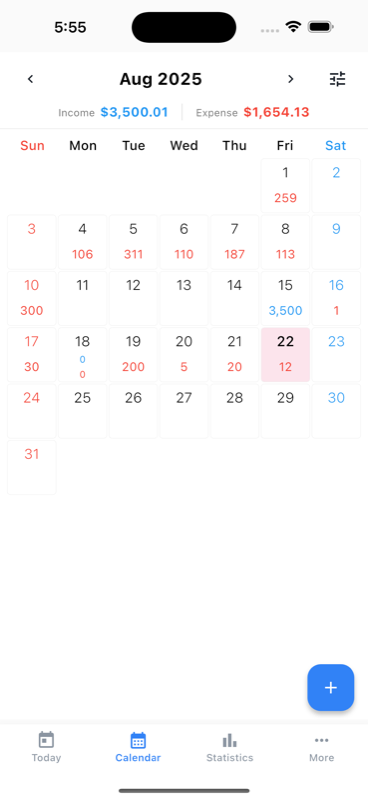 5:55
Aug 2025
Income $3,500.01 Expense $1,654.13
Sun Mon Tue Wed Thu Fri Sat
1 2
259
3 4 5 6 7 8 9
106 311 110 187 113
10 11 12 13 14 15 16
300 3,500 1
17 18 19 20 21 22 23
30 0 200 5 20 12
0
24 25 26 27 28 29 30
31
+
Today Calendar Statistics More